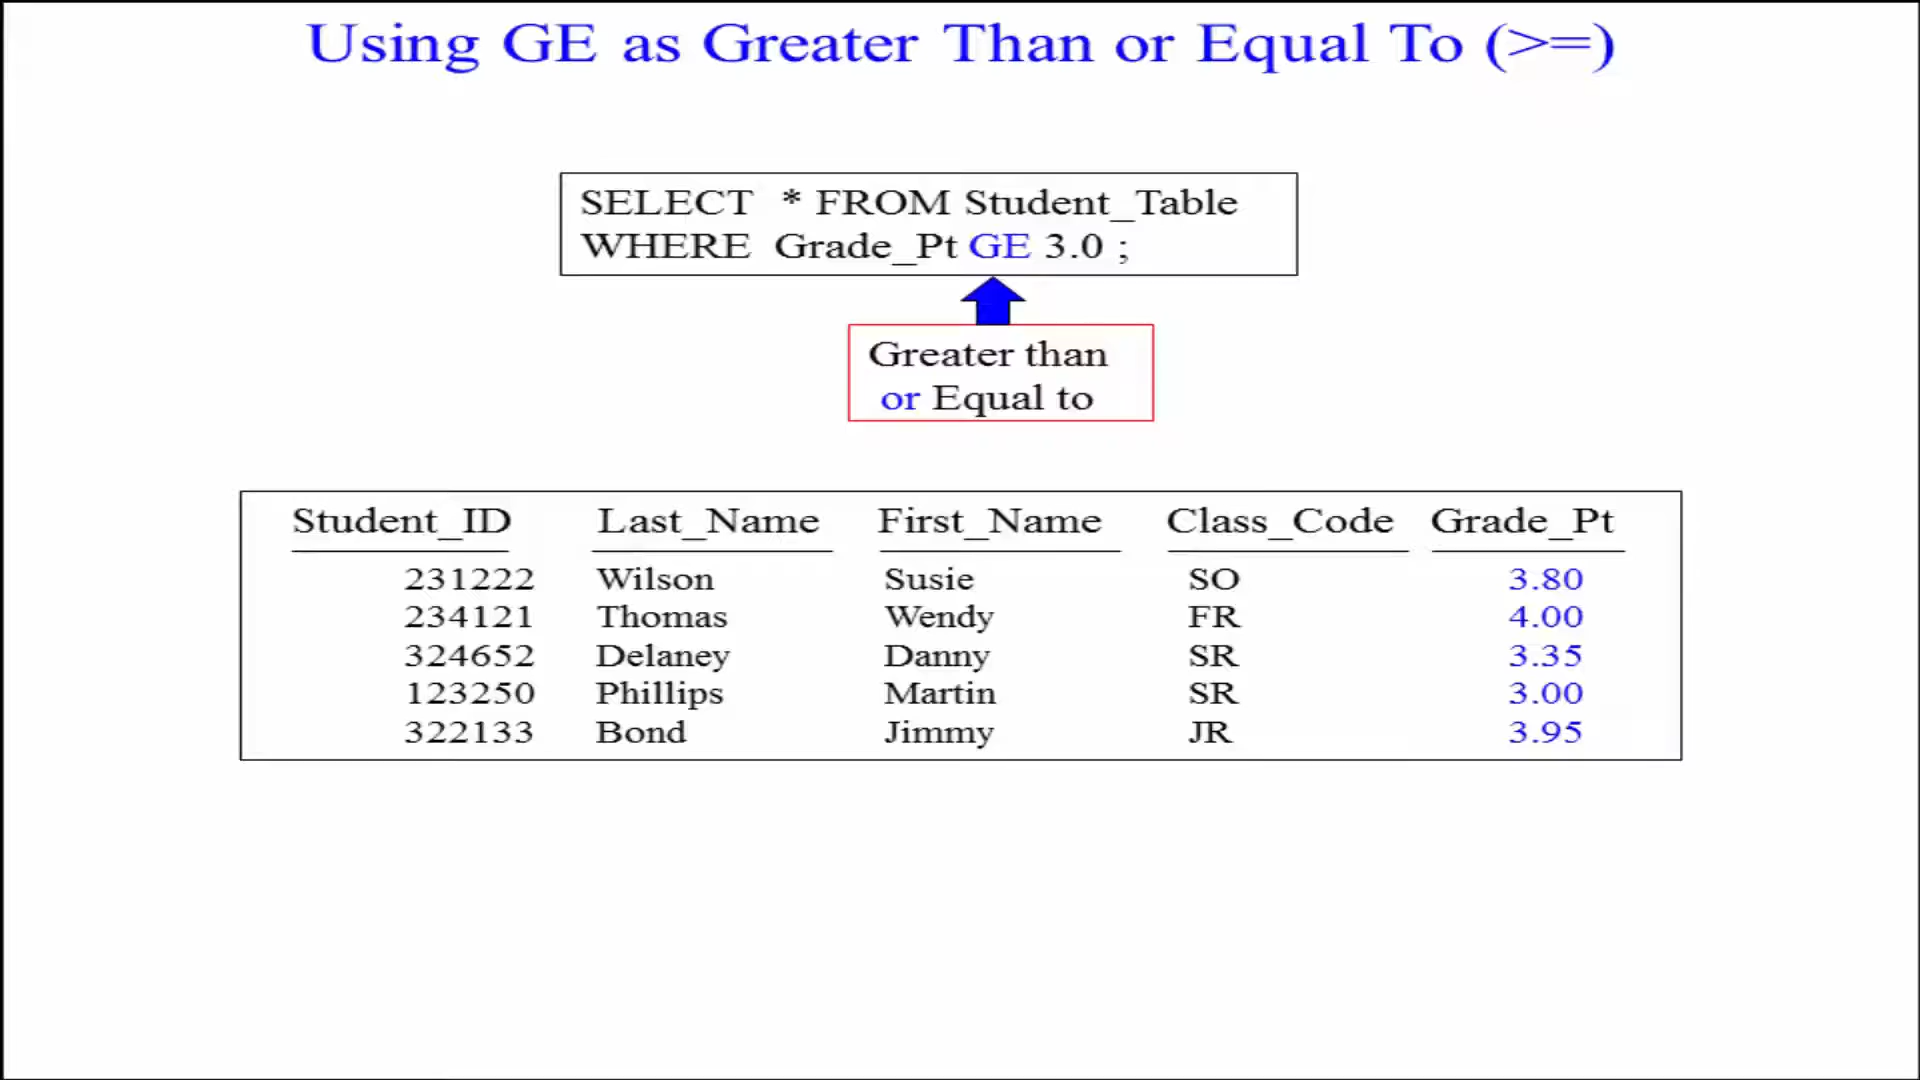 Using GE as Greater Than or Equal To (>=)
SELECT * FROM Student_Table
WHERE Grade_Pt GE 3.0 ;
Greater than
or Equal to
Student_ID Last_Name First_Name Class_Code Grade_Pt
231222 Wilson Susie SO 3.80
234121 Thomas Wendy FR 4.00
324652 Delaney Danny SR 3.35
123250 Phillips Martin SR 3.00
322133 Bond Jimmy JR 3.95